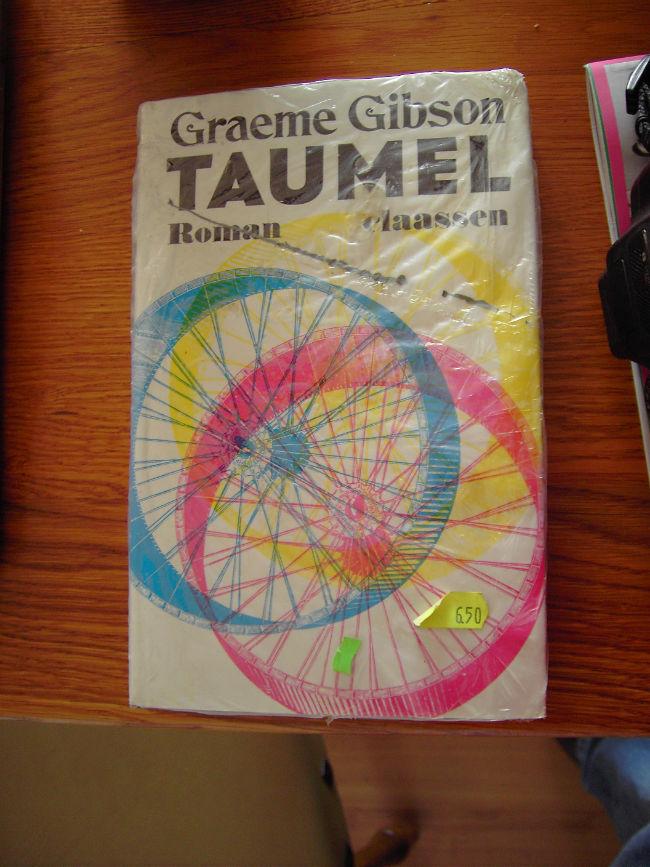 Graeme Gibson
TAUMEL
Roman claassen
6.50